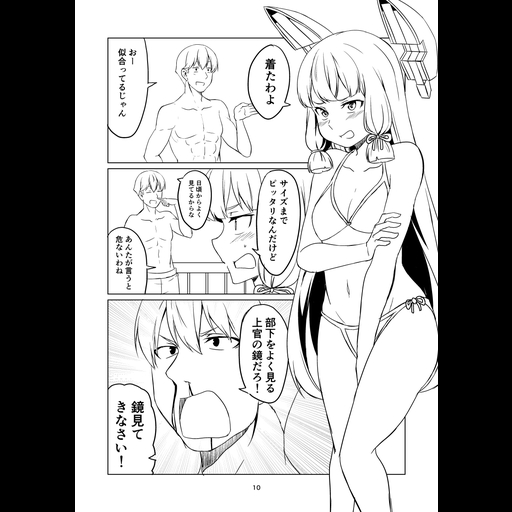 着たわよ
おー
似合ってるじゃん
サイズまで
ピッタリなんだけど
日頃からよく
見てるからな
あんたが言うと
危ないわね
部下をよく見る
上官の鏡だろ！
鏡見て
きなさい！
10